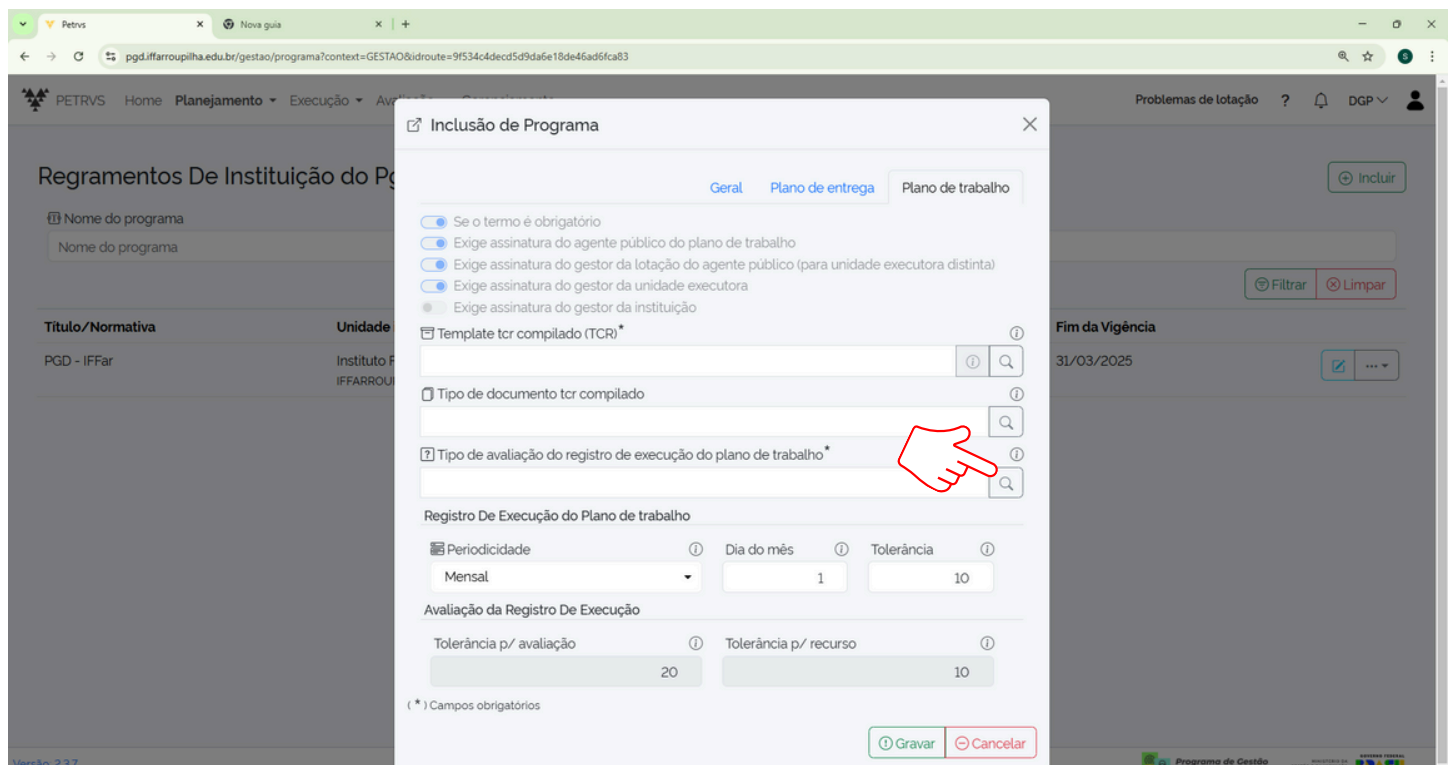 Petrvs
Nova guia
pgd.iffarroupilha.edu.br/gestao/programa?context=GESTAO&idroute=9f534c4decd5d9da6e18de46ad6fca83
S
PETRVS Home Planejamento Execução Problemas de lotação ? DGP
Inclusão de Programa
Regramentos De Instituição do
Incluir
Geral Plano de entrega Plano de trabalho
Nome do programa
Nome do programa
Se o termo é obrigatório
Exige assinatura do agente público do plano de trabalho
Exige assinatura do gestor da lotação do agente público (para unidade executora distinta)
Exige assinatura do gestor da unidade executora
Exige assinatura do gestor da instituição
Filtrar Limpar
Título/Normativa Unidade Fim da Vigência
Template tcr compilado (TCR)*
PGD - IFFar Instituto F 31/03/2025
IFFARROU
Tipo de documento tcr compilado
Tipo de avaliação do registro de execução do plano de trabalho*
Registro De Execução do Plano de trabalho
Periodicidade Dia do mês Tolerância
Mensal 1 10
Avaliação da Registro De Execução
Tolerância p/ avaliação Tolerância p/ recurso
20 10
( * ) Campos obrigatórios
Gravar Cancelar
Versão: 2.3.7
Programa de Gestão